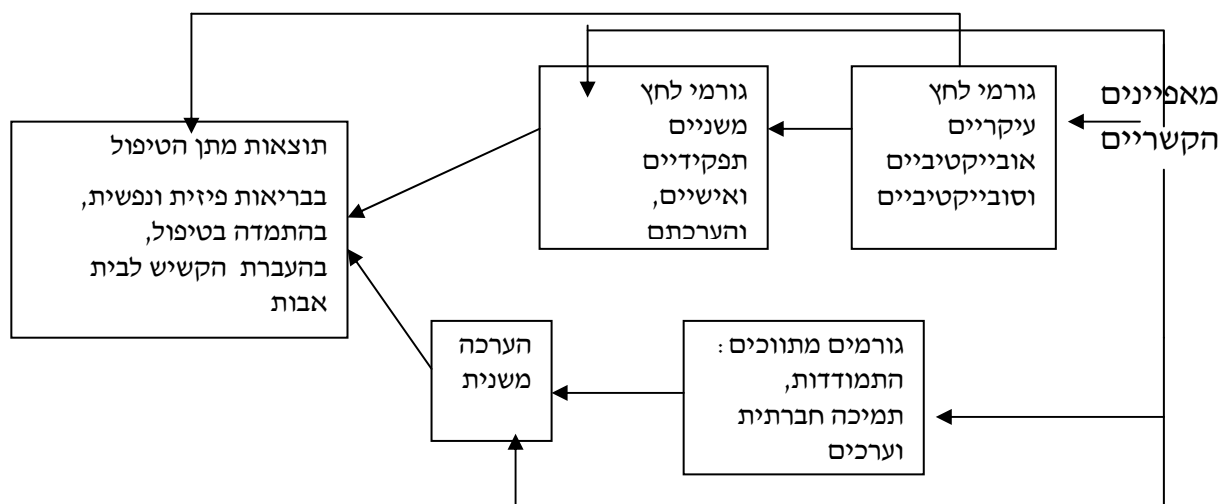 מאפיינים
הקשריים
גורמי לחץ
עיקריים
אובייקטיביים
וסובייקטיביים
גורמי לחץ
משניים
תפקידיים
ואישיים,
והערכתם
תוצאות מתן הטיפול
בבריאות פיזית ונפשית,
בהתמדה בטיפול,
בהעברת הקשיש לבית
אבות
גורמים מתווכים:
התמודדות,
תמיכה חברתית
וערכים
הערכה
משנית